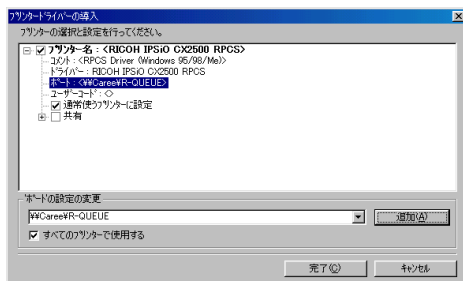 プリンタードライバーの導入
プリンターの選択と設定を行ってください。
プリンター名 : <RICOH IPSiO CX2500 RPCS>
コメント : <RPCS Driver (Windows 95/98/Me)>
ドライバー : RICOH IPSiO CX2500 RPCS
ポート : <¥¥Caree¥R-QUEUE>
ユーザーコード : <>
通常使うプリンターに設定
共有
'ポート'の設定の変更
¥¥Caree¥R-QUEUE
追加(A)
すべてのプリンターで使用する
完了(O)
キャンセル